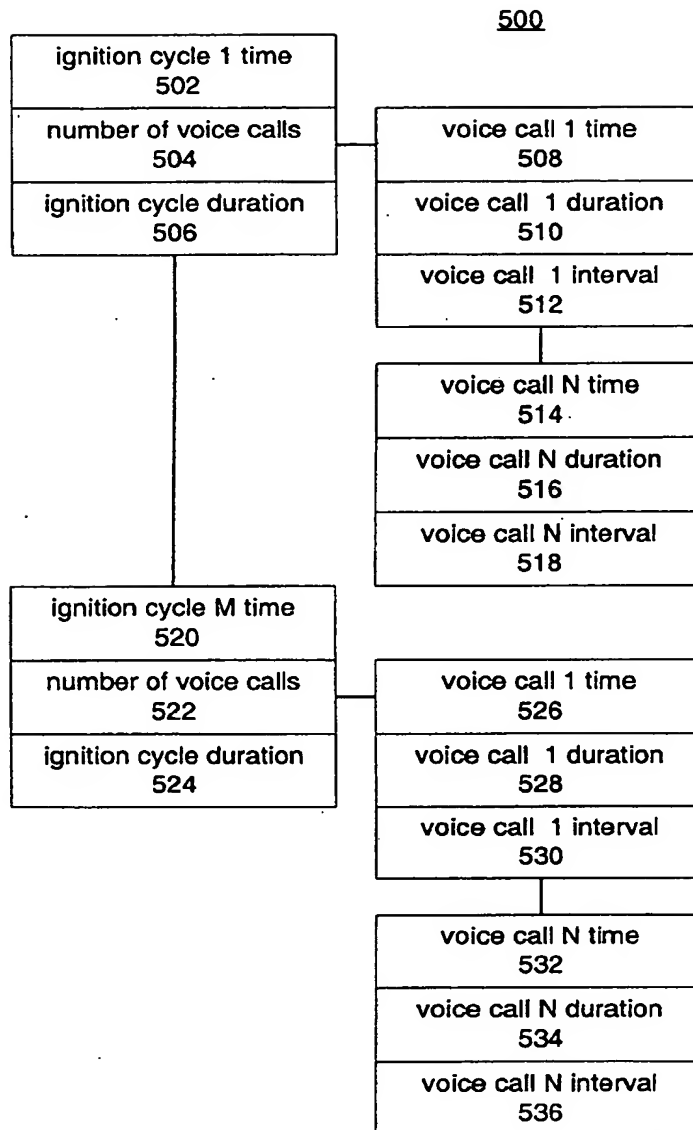 500
ignition cycle 1 time
502
number of voice calls
504
ignition cycle duration
506
voice call 1 time
508
voice call 1 duration
510
voice call 1 interval
512
voice call N time
514
voice call N duration
516
voice call N interval
518
ignition cycle M time
520
number of voice calls
522
ignition cycle duration
524
voice call 1 time
526
voice call 1 duration
528
voice call 1 interval
530
voice call N time
532
voice call N duration
534
voice call N interval
536